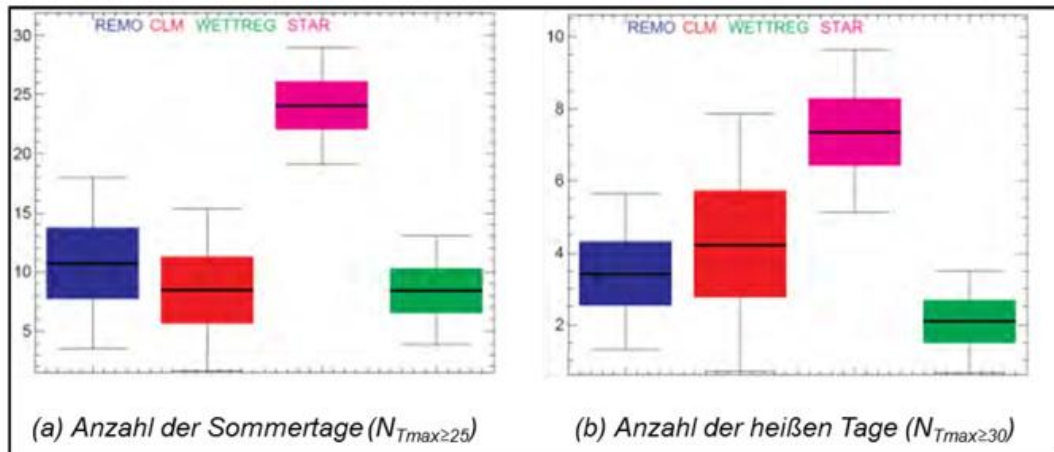 REMO CLM WETTREG STAR
30
25
20
15
10
5
(a) Anzahl der Sommertage (NTmax≥25)
REMO CLM WETTREG STAR
10
8
6
4
2
(b) Anzahl der heißen Tage (NTmax≥30)